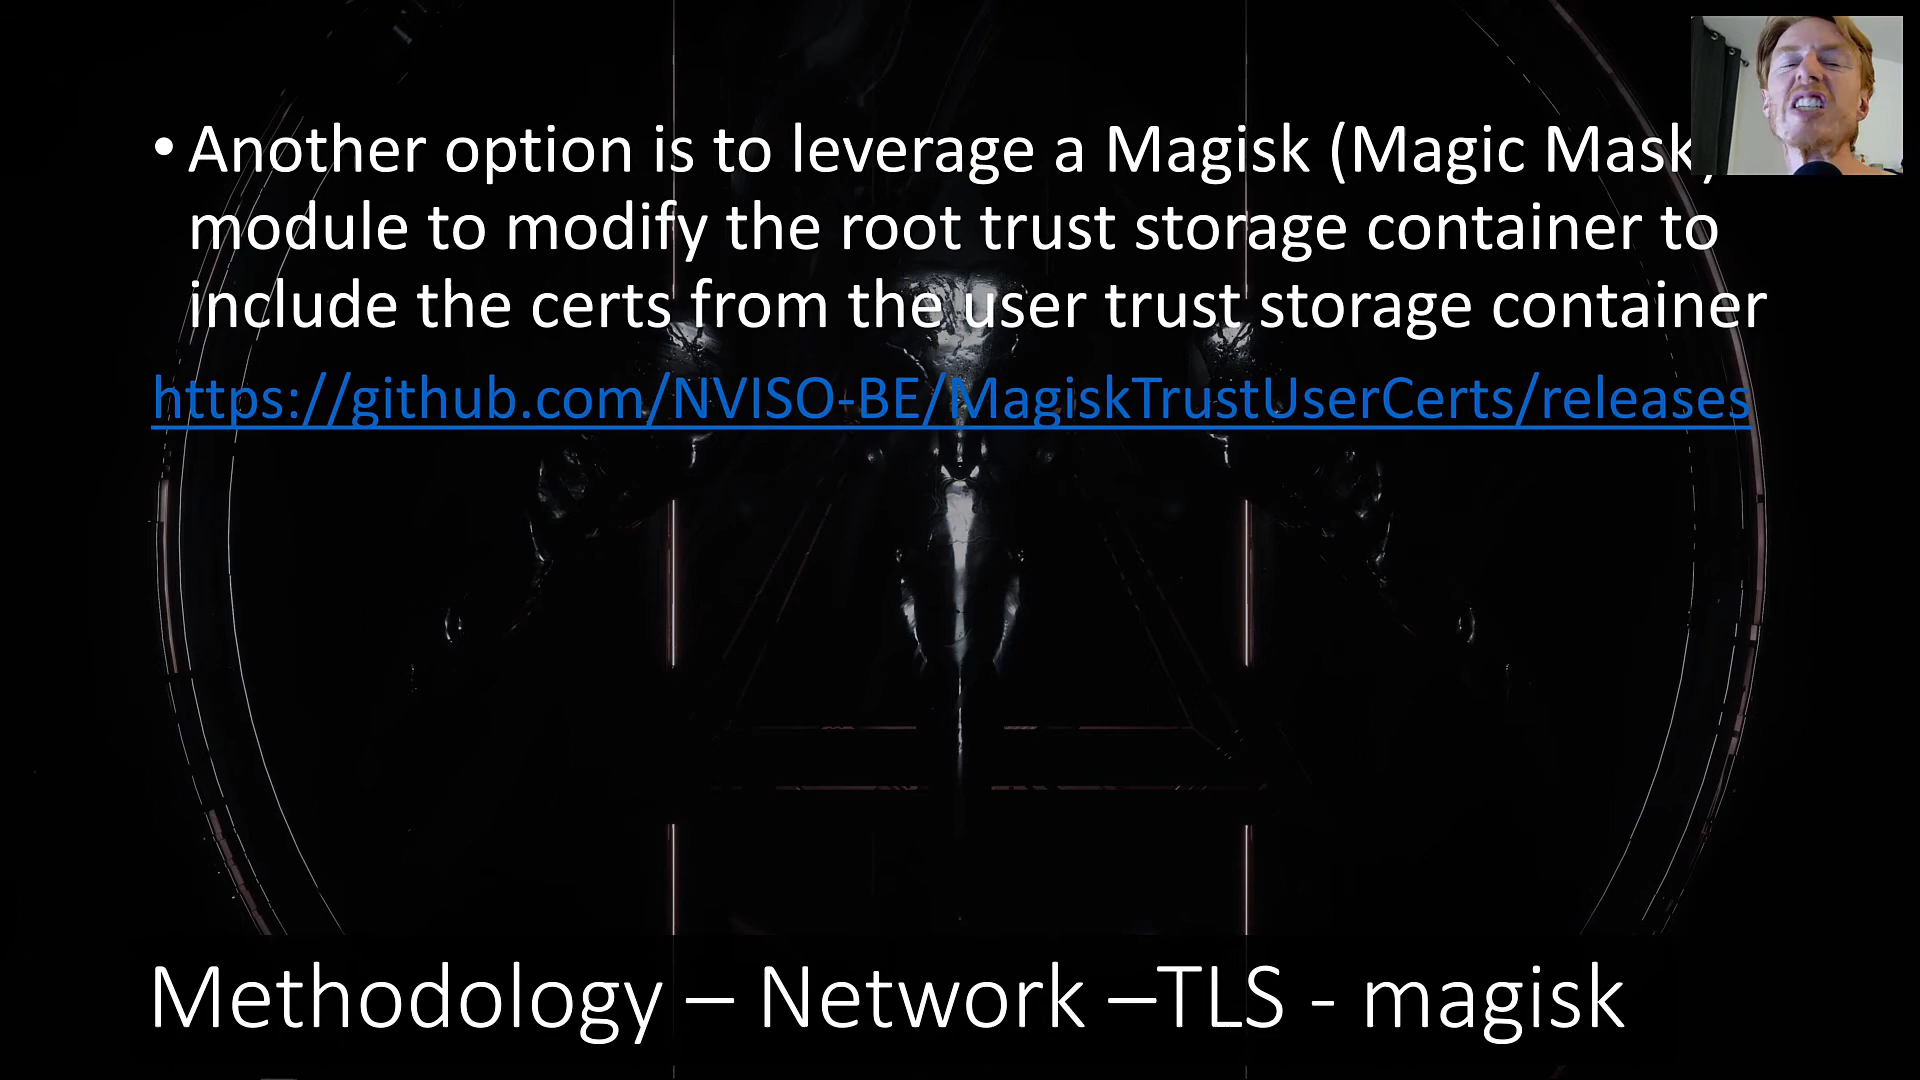 • Another option is to leverage a Magisk (Magic Mask)
module to modify the root trust storage container to
include the certs from the user trust storage container
https://github.com/NVISO-BE/MagiskTrustUserCerts/releases
Methodology – Network –TLS - magisk